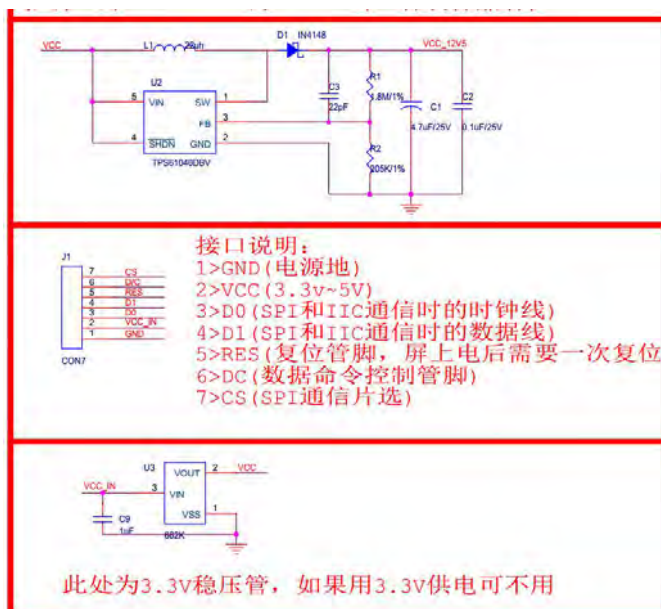 D1 IN4148
VCC
L1
22uh
VCC_12V5
U2
5 VIN SW 1
FB 3
4 SHDN GND 2
TPS61040DBV
C3
22pF
R1
1.8M/1%
R2
205K/1%
C1
4.7uF/25V
C2
0.1uF/25V
J1
7 CS
6 D/C
5 RES
4 D1
3 D0
2 VCC_IN
1 GND
CON7
接口说明:
1>GND(电源地)
2>VCC(3.3v~5V)
3>D0(SPI和IIC通信时的时钟线)
4>D1(SPI和IIC通信时的数据线)
5>RES(复位管脚, 屏上电后需要一次复位
6>DC(数据命令控制管脚)
7>CS(SPI通信片选)
U3
VCC_IN
3 VIN
VOUT 2 VCC
VSS 1
C9
1uF
662K
此处为3.3V稳压管, 如果用3.3V供电可不用